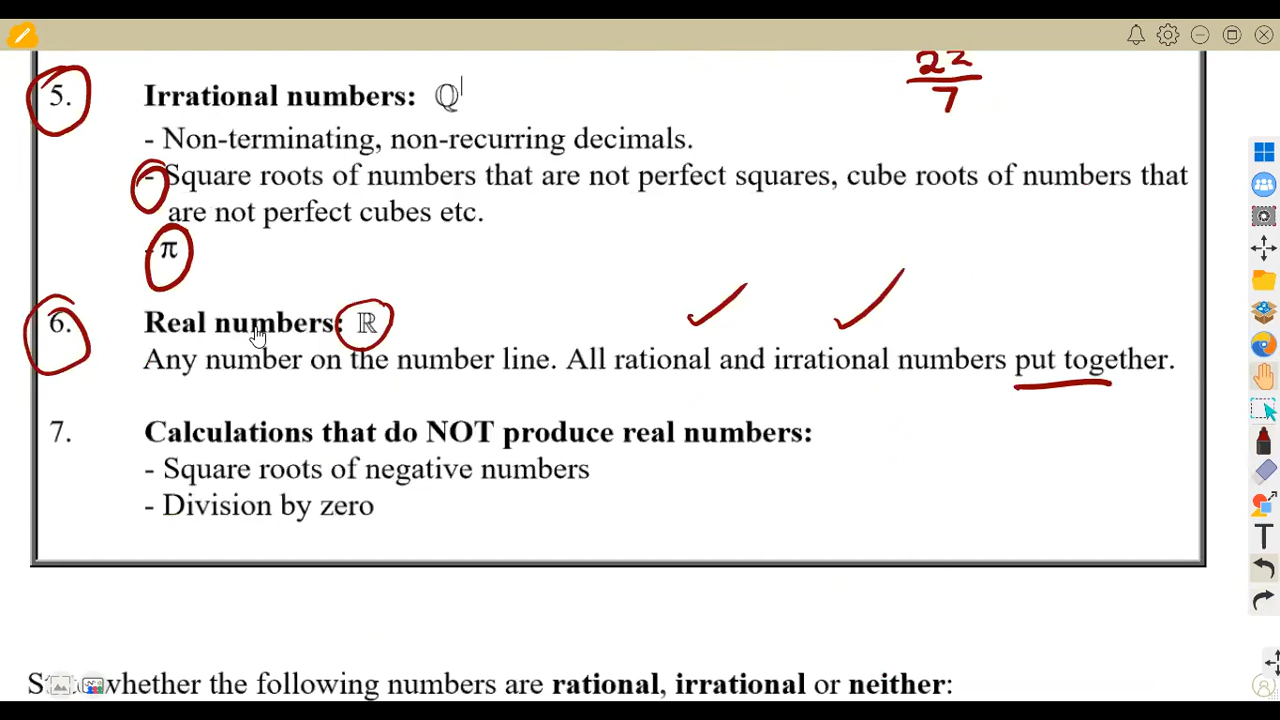 22
7
5. Irrational numbers: ℚ'
- Non-terminating, non-recurring decimals.
- Square roots of numbers that are not perfect squares, cube roots of numbers that
are not perfect cubes etc.
- π
6. Real numbers: ℝ
Any number on the number line. All rational and irrational numbers put together.
7. Calculations that do NOT produce real numbers:
- Square roots of negative numbers
- Division by zero
whether the following numbers are rational, irrational or neither:
T